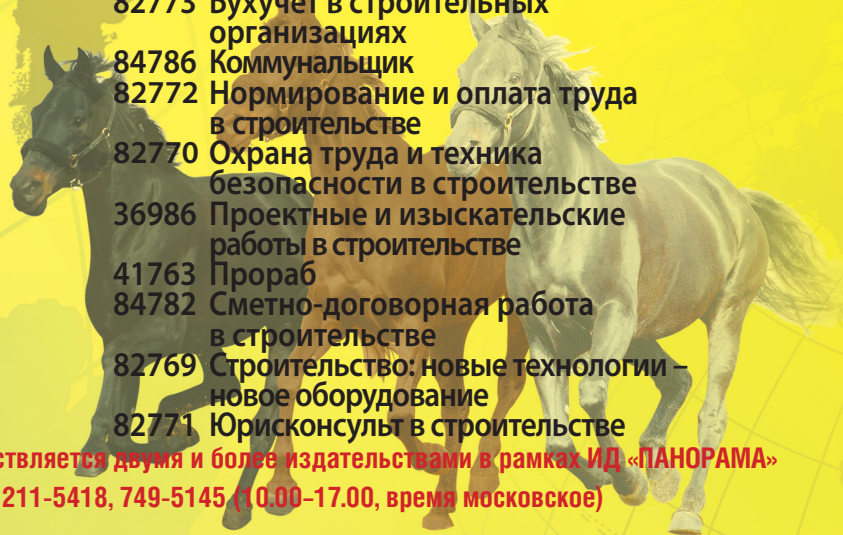 82773 Бухучет в строительных
организациях
84786 Коммунальщик
82772 Нормирование и оплата труда
в строительстве
82770 Охрана труда и техника
безопасности в строительстве
36986 Проектные и изыскательские
работы в строительстве
41763 Прораб
84782 Сметно-договорная работа
в строительстве
82769 Строительство: новые технологии –
новое оборудование
82771 Юрисконсульт в строительстве
ствляется двумя и более издательствами в рамках ИД «ПАНОРАМА»
211-5418, 749-5145 (10.00–17.00, время московское)